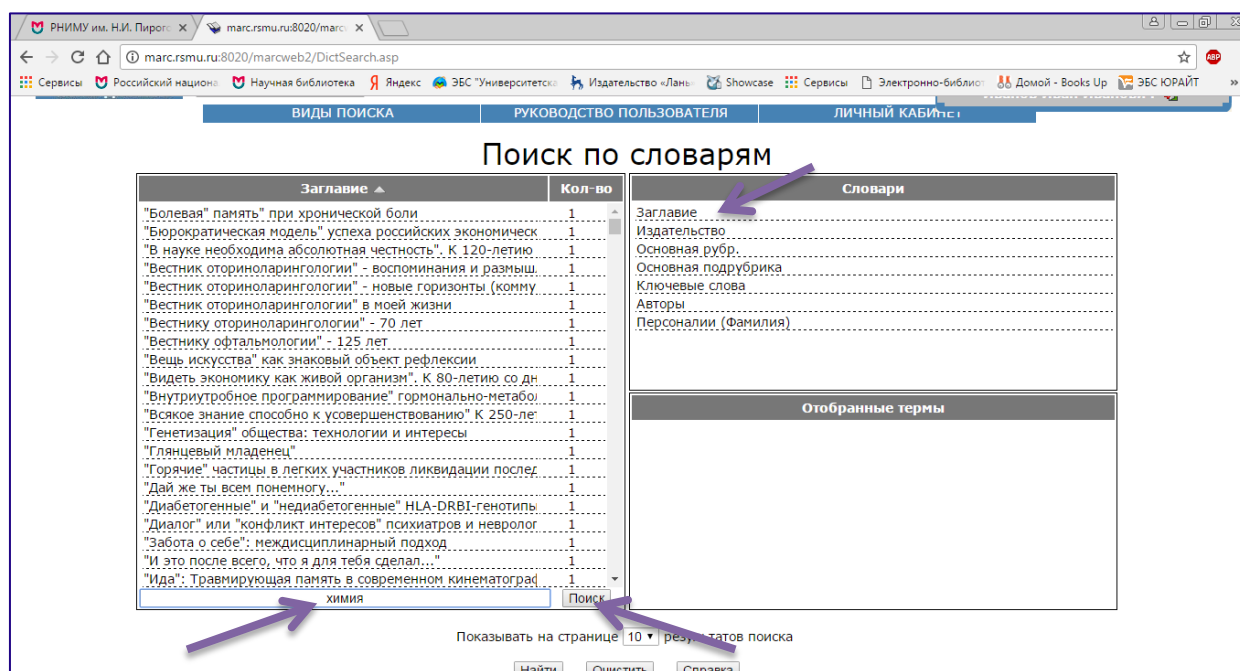 РНИМУ им. Н.И. Пирого
marc.rsmu.ru:8020/marc
marc.rsmu.ru:8020/marcweb2/DictSearch.asp
ABP
Сервисы Российский национа Научная библиотека Яндекс ЭБС "Университетска Издательство «Лань» Showcase Сервисы Электронно-библиот Домой - Books Up ЭБС ЮРАЙТ »
ВИДЫ ПОИСКА РУКОВОДСТВО ПОЛЬЗОВАТЕЛЯ ЛИЧНЫЙ КАБИНЕТ
Поиск по словарям
Заглавие Кол-во
"Болевая" память" при хронической боли 1
"Бюрократическая модель" успеха российских экономическ 1
"В науке необходима абсолютная честность". К 120-летию 1
"Вестник оториноларингологии" - воспоминания и размыш. 1
"Вестник оториноларингологии" - новые горизонты (комму 1
"Вестник оториноларингологии" в моей жизни 1
"Вестнику оториноларингологии" - 70 лет 1
"Вестнику офтальмологии" - 125 лет 1
"Вещь искусства" как знаковый объект рефлексии 1
"Видеть экономику как живой организм". К 80-летию со дн 1
"Внутриутробное программирование" гормонально-метабол 1
"Всякое знание способно к усовершенствованию" К 250-лет 1
"Генетизация" общества: технологии и интересы 1
"Глянцевый младенец" 1
"Горячие" частицы в легких участников ликвидации послед 1
"Дай же ты всем понемногу..." 1
"Диабетогенные" и "недиабетогенные" HLA-DRBI-генотипы 1
"Диалог" или "конфликт интересов" психиатров и невролог 1
"Забота о себе": междисциплинарный подход 1
"И это после всего, что я для тебя сделал..." 1
"Ида": Травмирующая память в современном кинематограф 1
химия Поиск
Словари
Заглавие
Издательство
Основная рубр.
Основная подрубрика
Ключевые слова
Авторы
Персоналии (Фамилия)
Отобранные термы
Показывать на странице 10 результатов поиска
Найти Очистить Справка